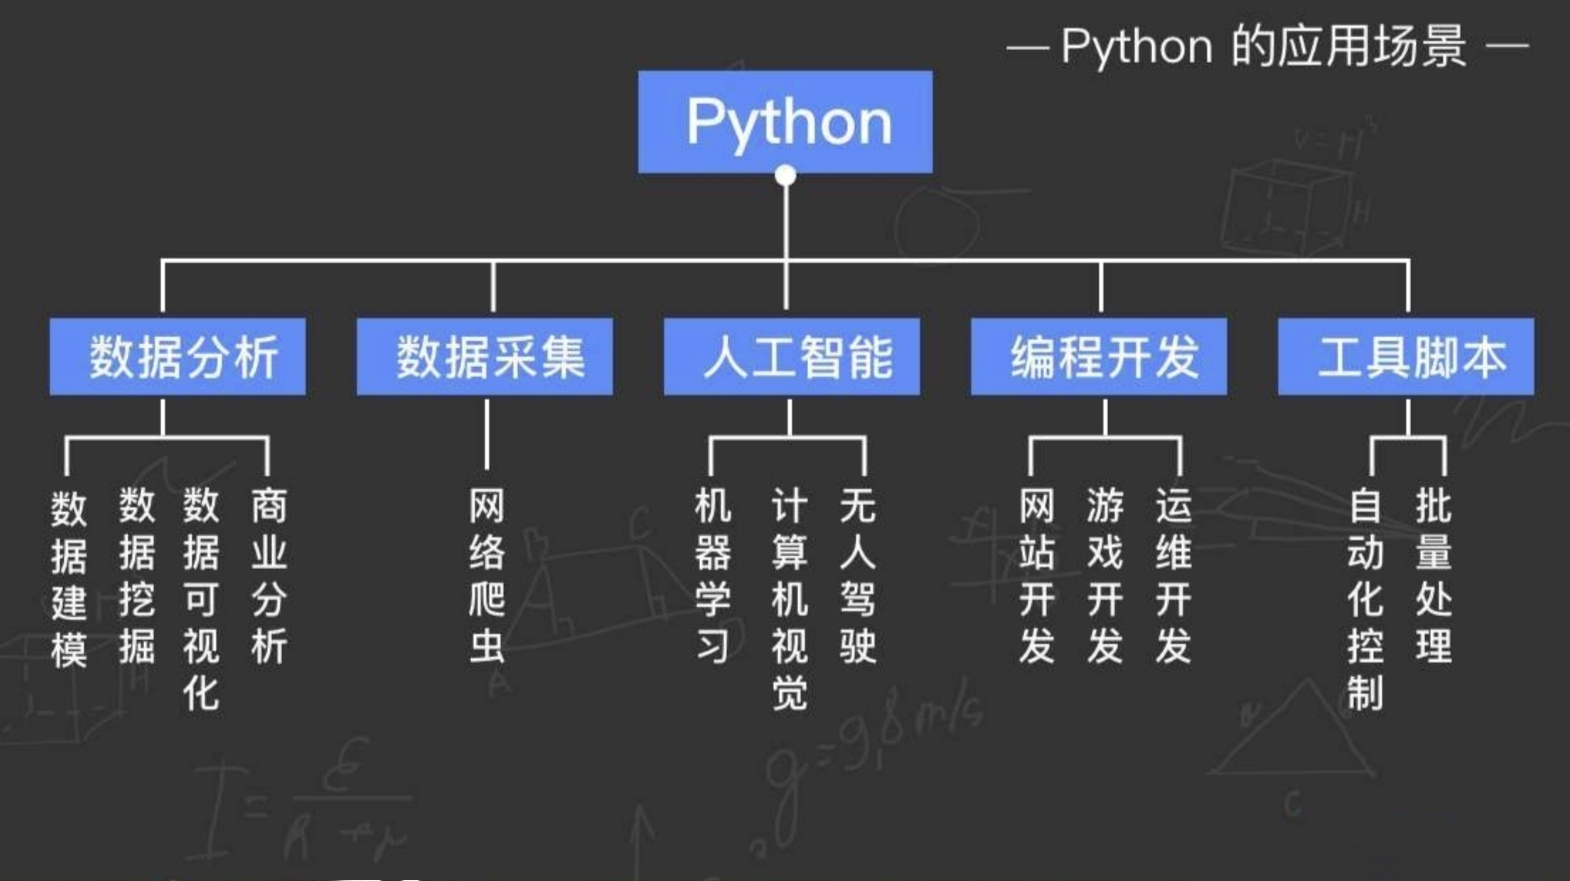 — Python 的应用场景 —
Python
数据分析
数据采集
人工智能
编程开发
工具脚本
数据建模
数据挖掘
数据可视化
商业分析
网络爬虫
机器学习
计算机视觉
无人驾驶
网站开发
游戏开发
运维开发
自动化控制
批量处理
V=H³
H
B
C
A
D
h
H
g=9,8m/s
C